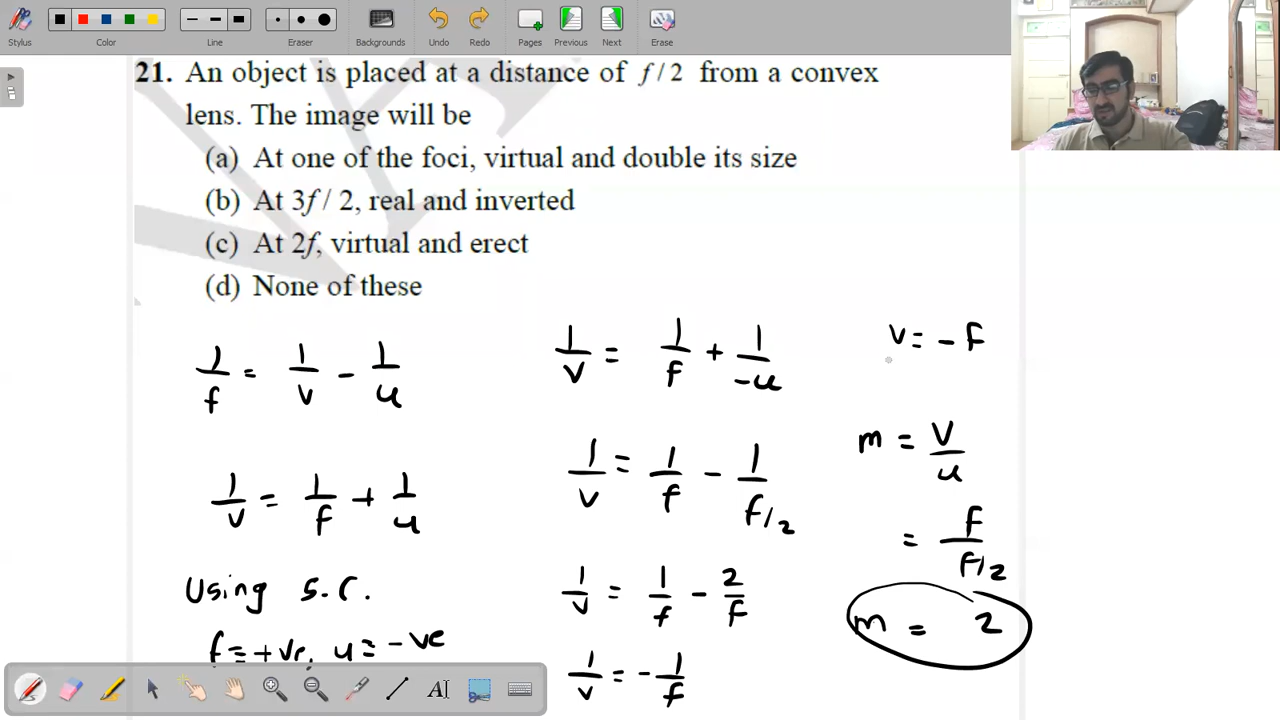 Stylus
Color
Line
Eraser
Backgrounds
Undo
Redo
Pages
Previous
Next
Erase
21. An object is placed at a distance of f / 2 from a convex
lens. The image will be
(a) At one of the foci, virtual and double its size
(b) At 3f / 2, real and inverted
(c) At 2f, virtual and erect
(d) None of these
1/f = 1/v - 1/u
1/v = 1/f + 1/u
Using S.C.
f = +ve, u = -ve
1/v = 1/f + 1/-u
1/v = 1/f - 1/f/2
1/v = 1/f - 2/f
1/v = - 1/f
v = - f
m = v/u
= f/f/2
m = 2